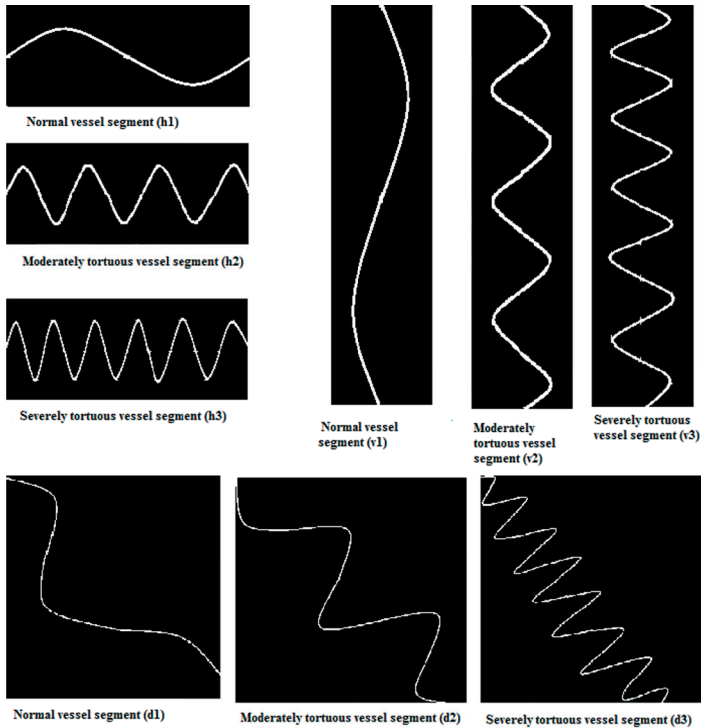 Normal vessel segment (h1)
Moderately tortuous vessel segment (h2)
Severely tortuous vessel segment (h3)
Normal vessel
segment (v1)
Moderately
tortuous vessel
segment (v2)
Severely tortuous
vessel segment (v3)
Normal vessel segment (d1)
Moderately tortuous vessel segment (d2)
Severely tortuous vessel segment (d3)